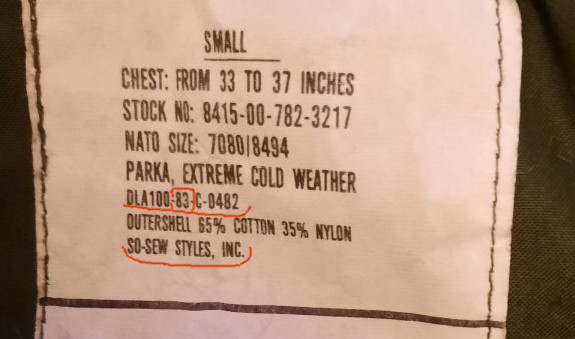 SMALL
CHEST: FROM 33 TO 37 INCHES
STOCK NO: 8415-00-782-3217
NATO SIZE: 7080/8494
PARKA, EXTREME COLD WEATHER
DLA100-83-C-0482
OUTERSHELL 65% COTTON 35% NYLON
SO-SEW STYLES, INC.